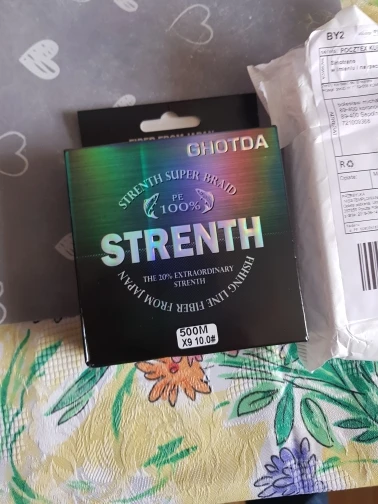 BY2
FIBER FROM JAPAN
GHOTDA
STRENTH SUPER BRAID
PE
100%
STRENTH
THE 20% EXTRAORDINARY
STRENTH
FISHING LINE FIBER FROM JAPAN
500M
X9 10.0#